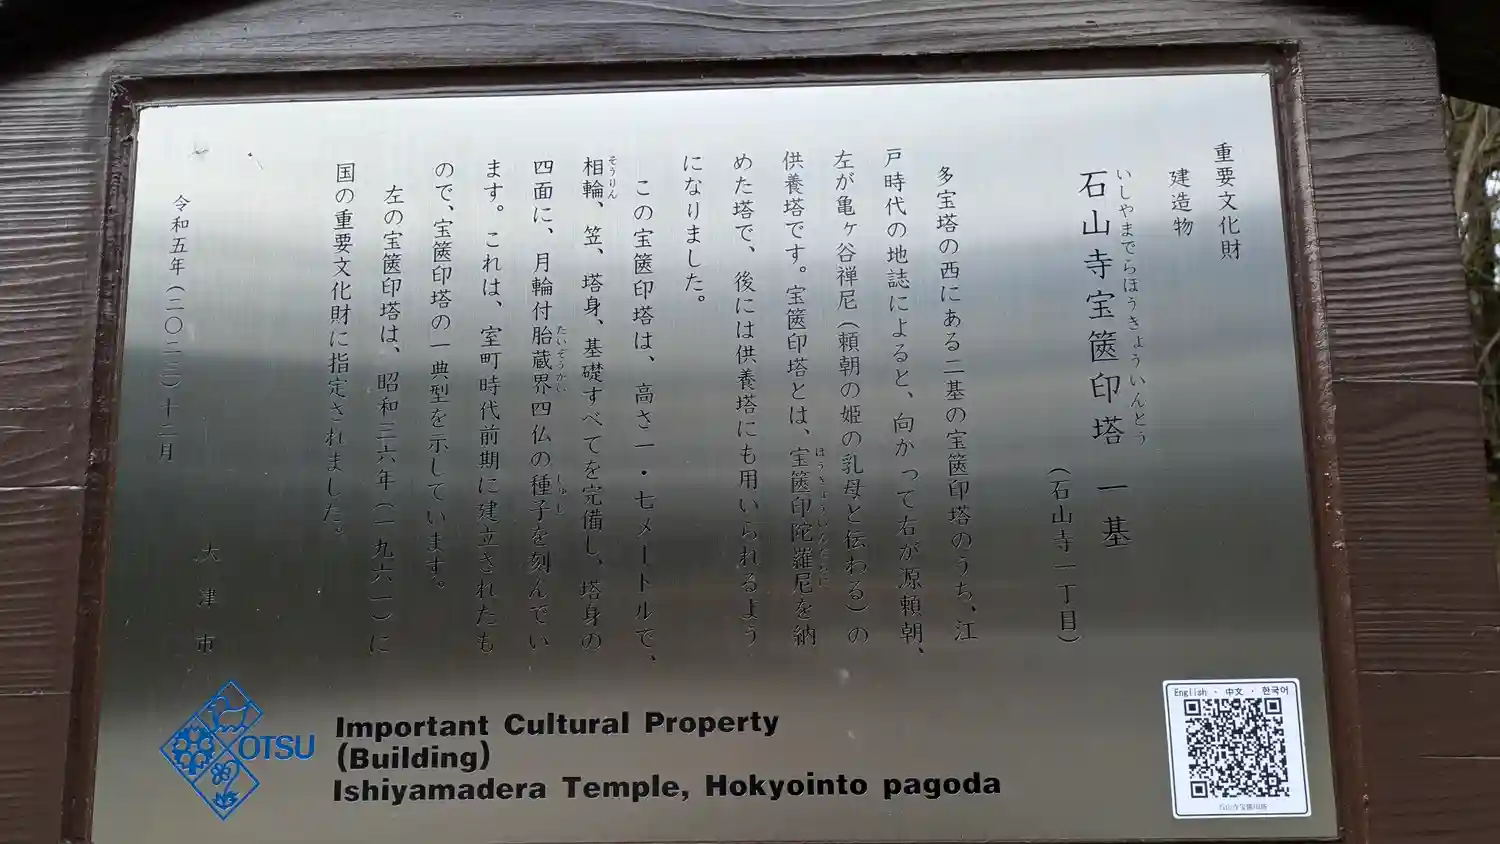 重要文化財
建造物
いしやまでらほうきょういんとう
石山寺宝篋印塔 一基
(石山寺一丁目)
多宝塔の西にある二基の宝篋印塔のうち、江
戸時代の地誌によると、向かって右が源頼朝、
左が亀ヶ谷禅尼(頼朝の姫の乳母と伝わる)の
供養塔です。宝篋印塔とは、宝篋印陀羅尼を納
ほうきょういんだらに
めた塔で、後には供養塔にも用いられるよう
になりました。
この宝篋印塔は、高さ一・七メートルで、
相輪、笠、塔身、基礎すべてを完備し、塔身の
そうりん
四面に、月輪付胎蔵界四仏の種子を刻んでい
たいぞうかい
しゅし
ます。これは、室町時代前期に建立されたも
ので、宝篋印塔の一典型を示しています。
左の宝篋印塔は、昭和三六年(一九六一)に
国の重要文化財に指定されました。
令和五年(二〇二三)十二月
大津市
OTSU
Important Cultural Property
(Building)
Ishiyamadera Temple, Hokyointo pagoda
English · 中文 · 한국어
石山寺宝篋印塔